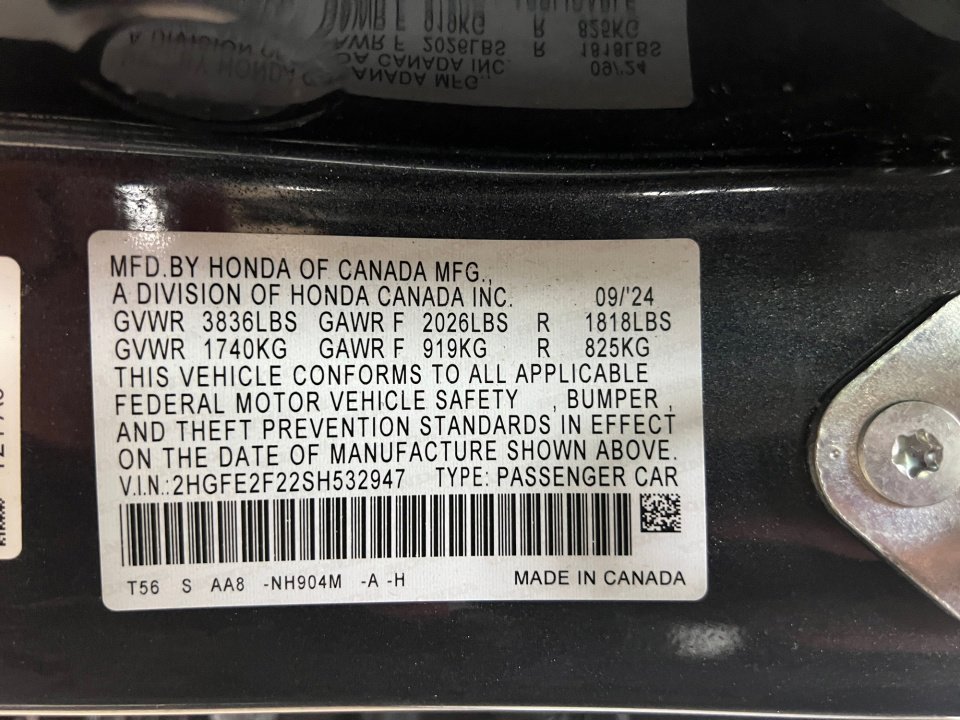 MFD.BY HONDA OF CANADA MFG.,
A DIVISION OF HONDA CANADA INC. 09/'24
GVWR 3836LBS GAWR F 2026LBS R 1818LBS
GVWR 1740KG GAWR F 919KG R 825KG
THIS VEHICLE CONFORMS TO ALL APPLICABLE
FEDERAL MOTOR VEHICLE SAFETY , BUMPER ,
AND THEFT PREVENTION STANDARDS IN EFFECT
ON THE DATE OF MANUFACTURE SHOWN ABOVE.
V.I.N.: 2HGFE2F22SH532947 TYPE: PASSENGER CAR
T56 S AA8 -NH904M -A -H MADE IN CANADA